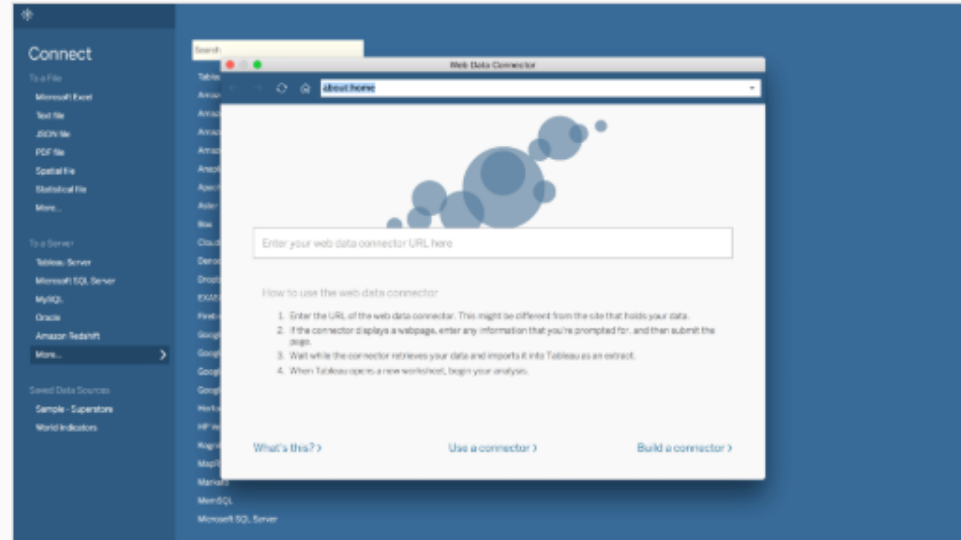 Connect
To a File
Microsoft Excel
Text file
JSON file
PDF file
Spatial file
Statistical file
More...
To a Server
Tableau Server
Microsoft SQL Server
MySQL
Oracle
Amazon Redshift
More...
Saved Data Sources
Sample - Superstore
World Indicators
Search
MemSQL
Microsoft SQL Server
Web Data Connector
about:home
Enter your web data connector URL here
How to use the web data connector
1. Enter the URL of the web data connector. This might be different from the site that holds your data.
2. If the connector displays a webpage, enter any information that you're prompted for, and then submit the
page.
3. Wait while the connector retrieves your data and imports it into Tableau as an extract.
4. When Tableau opens a new worksheet, begin your analysis.
What's this?
Use a connector
Build a connector